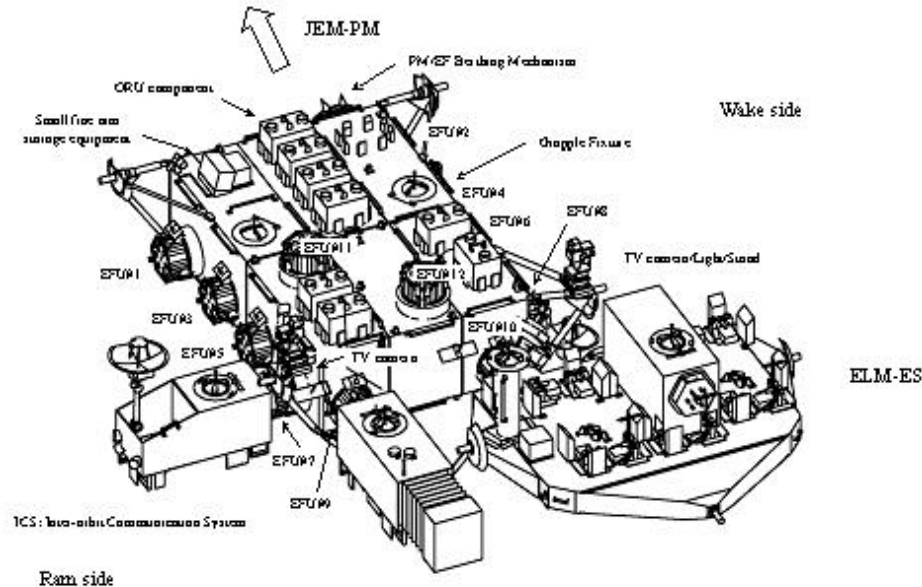 JEM-PM
PM/EF Berthing Mechanism
ORU component
Small fine arm
storage equipment
Wake side
EFU#2
Grapple Fixture
EFU#4
EFU#6
EFU#8
EFU#11
TV camera/Light/Stand
EFU#1
EFU#12
EFU#3
EFU#10
EFU#5
TV camera
ELM-ES
EFU#7
EFU#9
ICS : Inter-orbit Communication System
Ram side